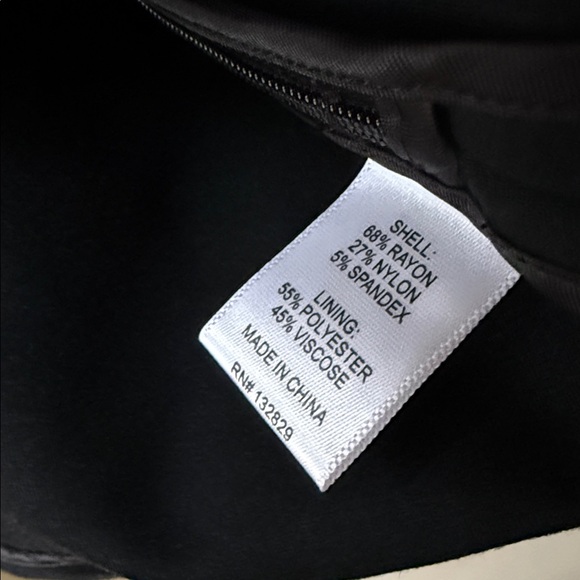 SHELL:
68% RAYON
27% NYLON
5% SPANDEX
LINING:
55% POLYESTER
45% VISCOSE
MADE IN CHINA
RN# 132829